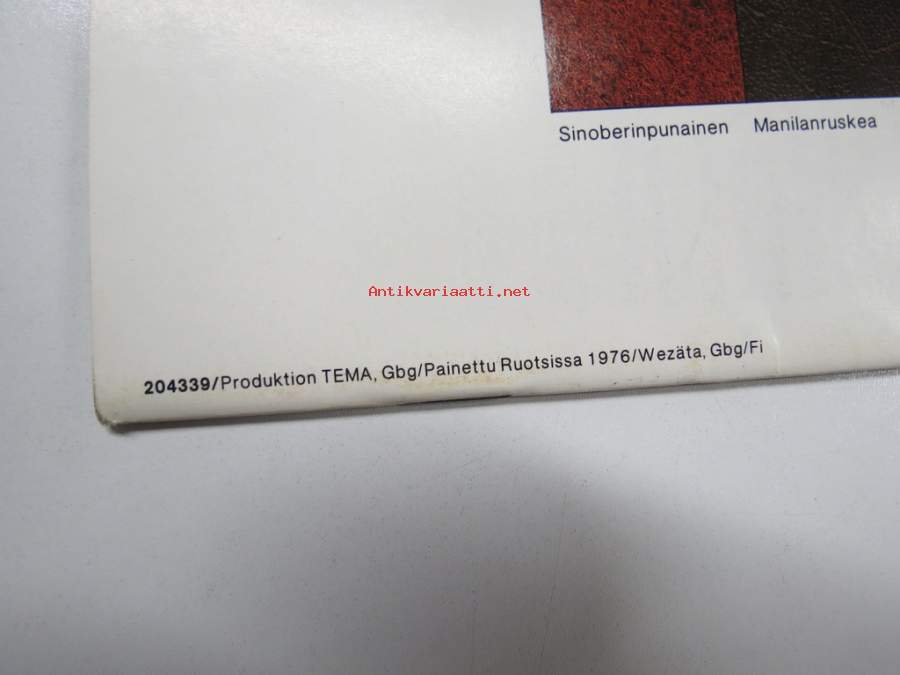 Sinoberinpunainen Manilanruskea
Antikvariaatti.net
204339/Produktion TEMA, Gbg/Painettu Ruotsissa 1976/Wezäta, Gbg/Fi